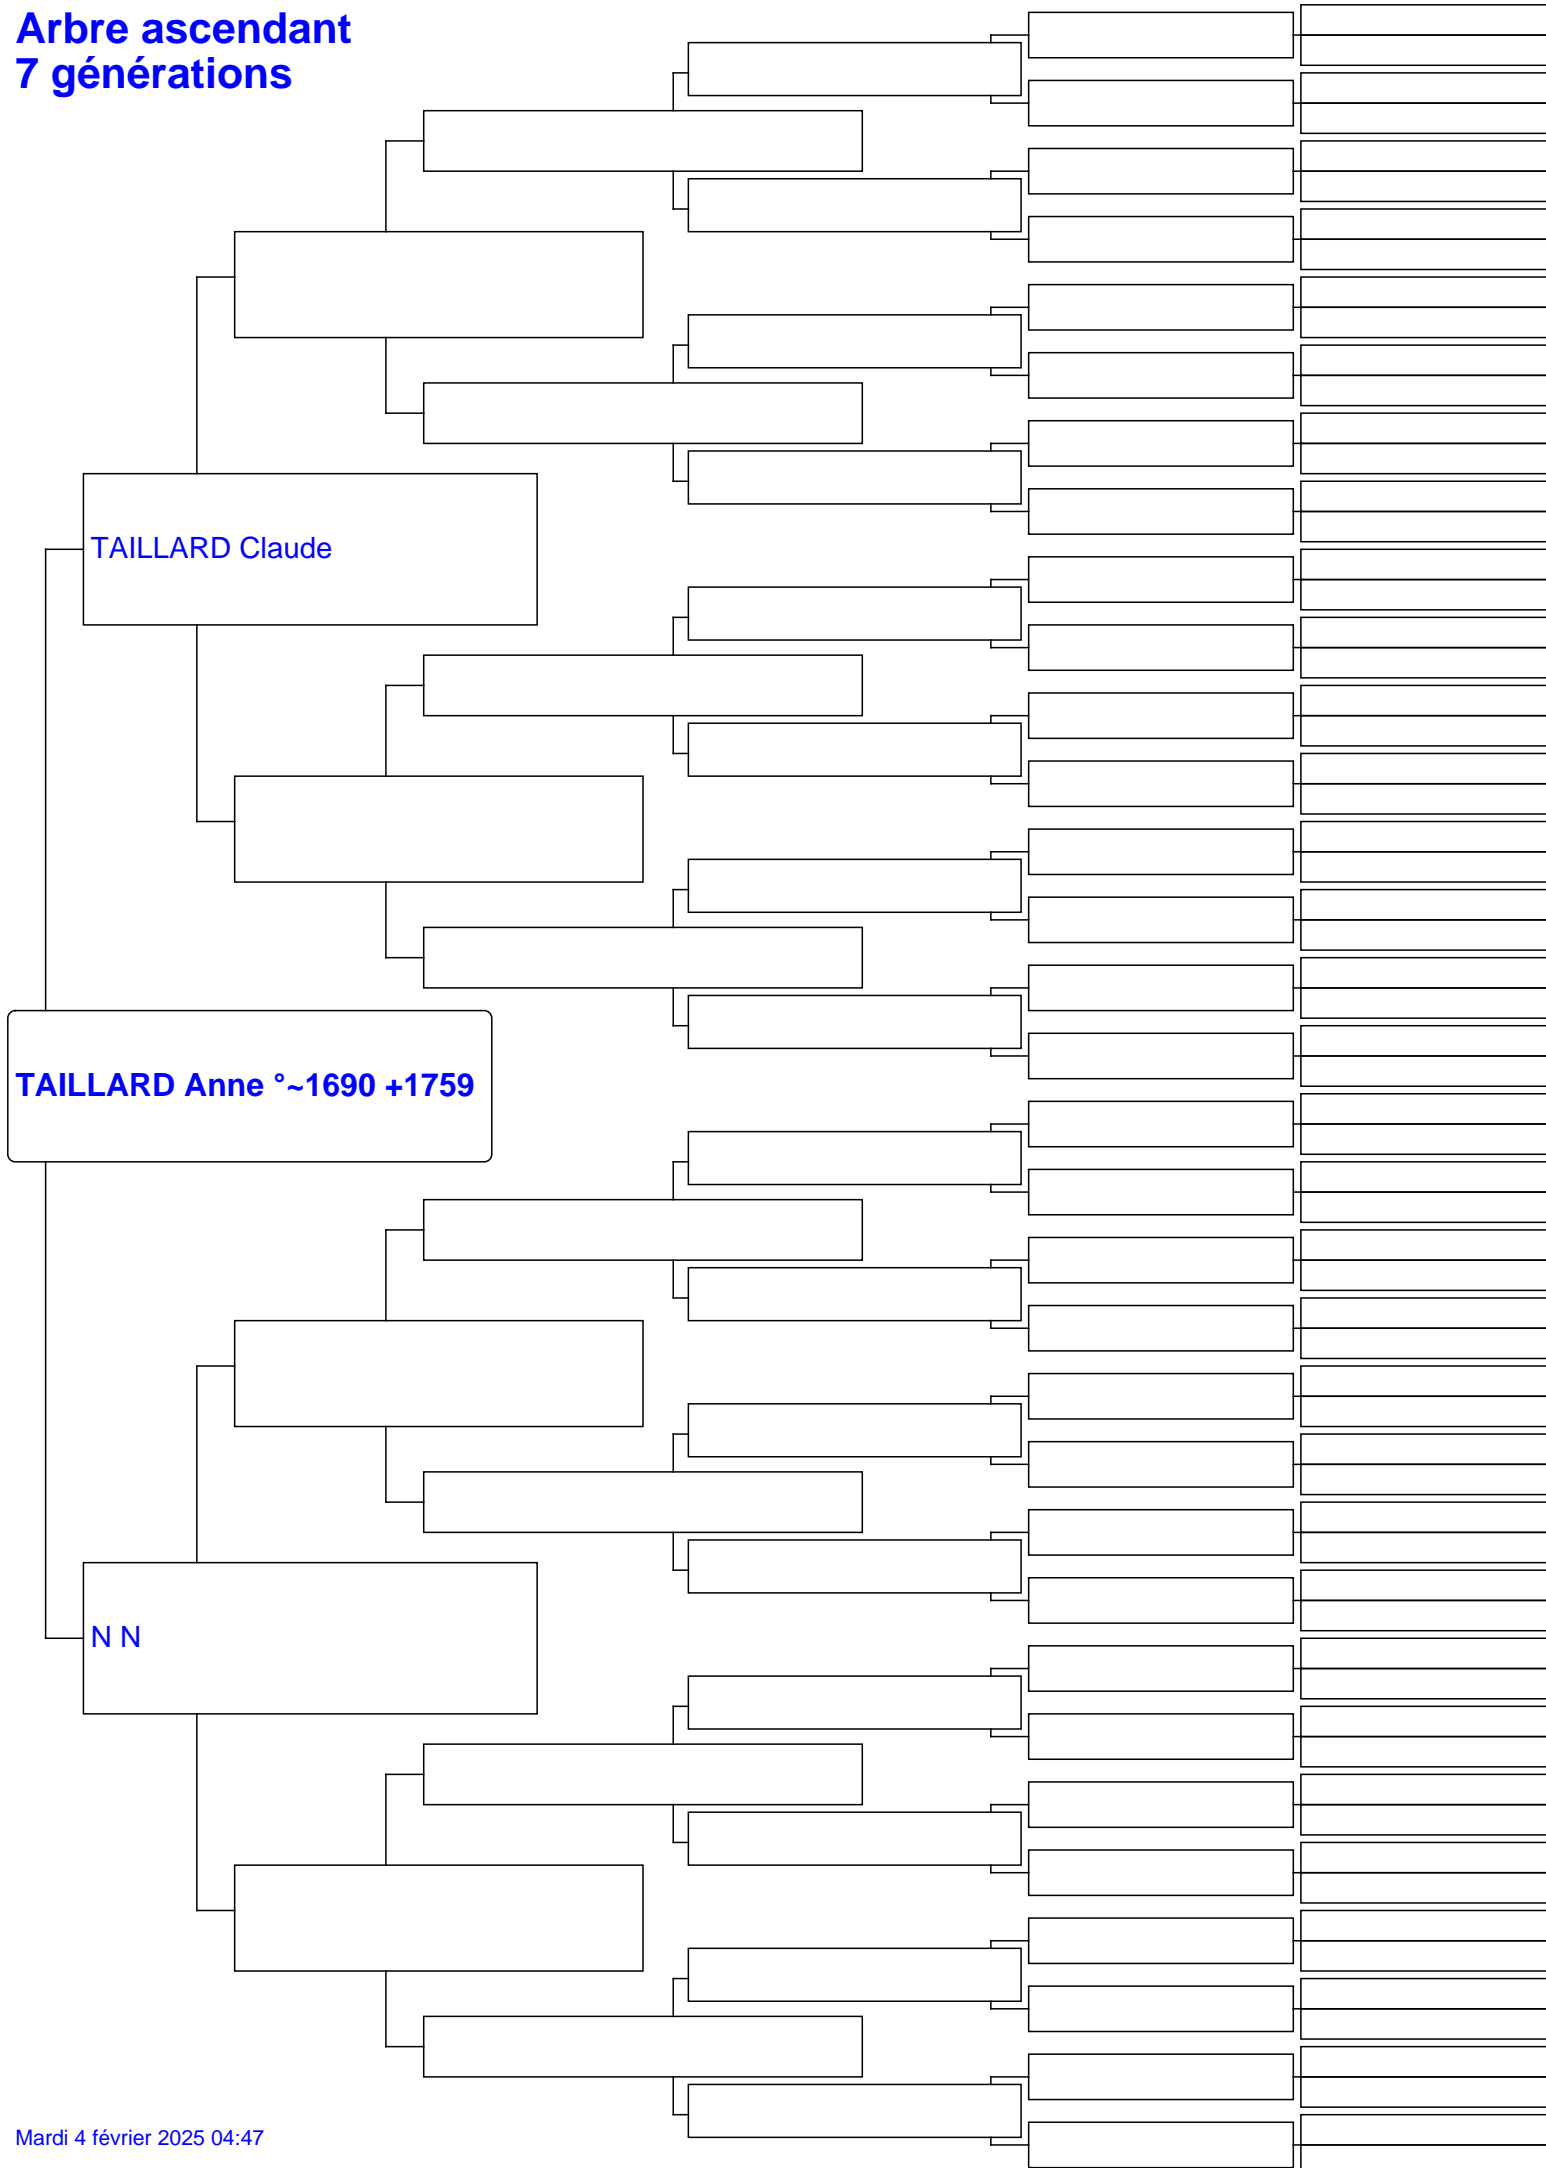 Arbre ascendant
7 générations
TAILLARD Claude
TAILLARD Anne °~1690 +1759
N N
Mardi 4 février 2025 04:47